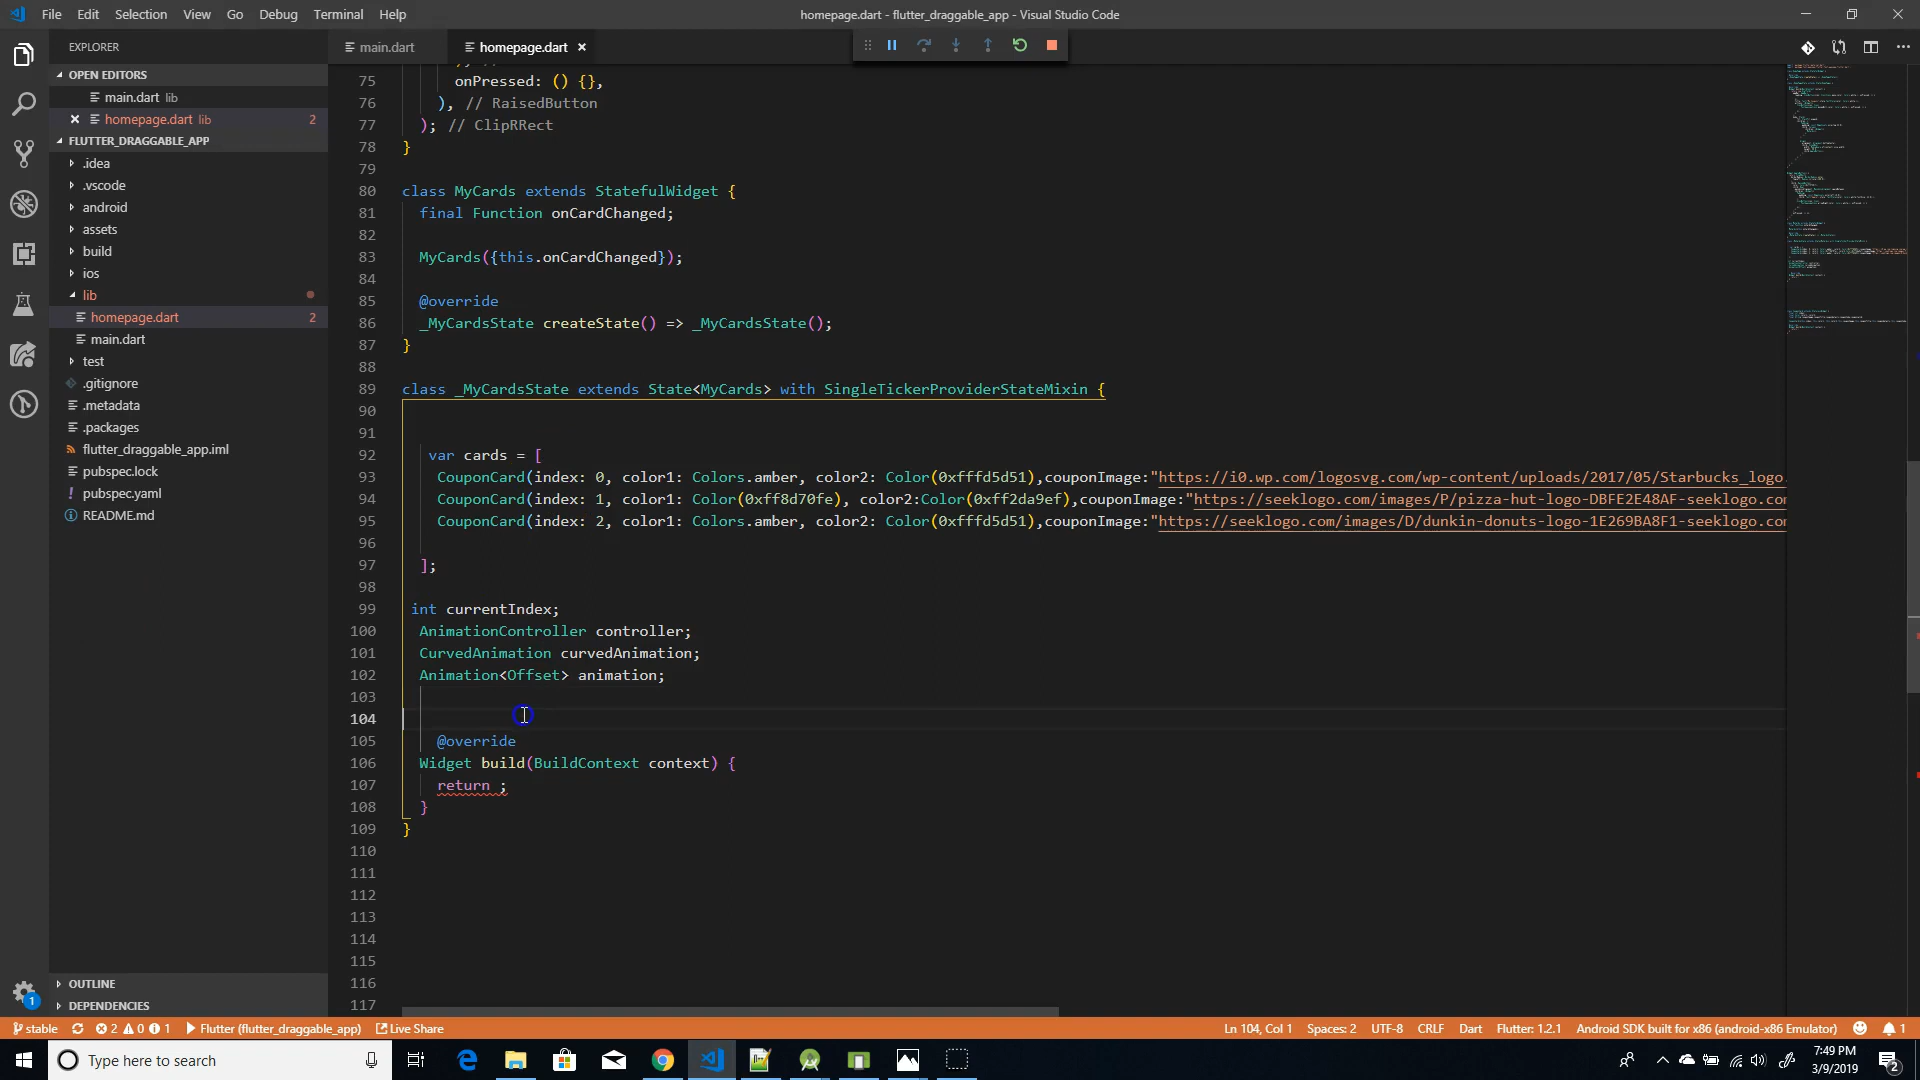 File Edit Selection View Go Debug Terminal Help
homepage.dart - flutter_draggable_app - Visual Studio Code
EXPLORER
main.dart
homepage.dart
OPEN EDITORS
main.dart lib
homepage.dart lib 2
FLUTTER_DRAGGABLE_APP
.idea
.vscode
android
assets
build
ios
lib
homepage.dart 2
main.dart
test
.gitignore
.metadata
.packages
flutter_draggable_app.iml
pubspec.lock
pubspec.yaml
README.md
OUTLINE
DEPENDENCIES
75 onPressed: () {},
76 ), // RaisedButton
77 ); // ClipRRect
78 }
79
80 class MyCards extends StatefulWidget {
81 final Function onCardChanged;
82
83 MyCards({this.onCardChanged});
84
85 @override
86 _MyCardsState createState() => _MyCardsState();
87 }
88
89 class _MyCardsState extends State<MyCards> with SingleTickerProviderStateMixin {
90
91
92 var cards = [
93 CouponCard(index: 0, color1: Colors.amber, color2: Color(0xfffd5d51),couponImage:"https://i0.wp.com/logosvg.com/wp-content/uploads/2017/05/Starbucks_logo.
94 CouponCard(index: 1, color1: Color(0xff8d70fe), color2:Color(0xff2da9ef),couponImage:"https://seeklogo.com/images/P/pizza-hut-logo-DBFE2E48AF-seeklogo.com
95 CouponCard(index: 2, color1: Colors.amber, color2: Color(0xfffd5d51),couponImage:"https://seeklogo.com/images/D/dunkin-donuts-logo-1E269BA8F1-seeklogo.com
96
97 ];
98
99 int currentIndex;
100 AnimationController controller;
101 CurvedAnimation curvedAnimation;
102 Animation<Offset> animation;
103
104
105 @override
106 Widget build(BuildContext context) {
107 return ;
108 }
109 }
110
111
112
113
114
115
116
117
1
stable 2 0 1 Flutter (flutter_draggable_app) Live Share
Ln 104, Col 1 Spaces: 2 UTF-8 CRLF Dart Flutter: 1.2.1 Android SDK built for x86 (android-x86 Emulator) 1
Type here to search
7:49 PM
3/9/2019
2